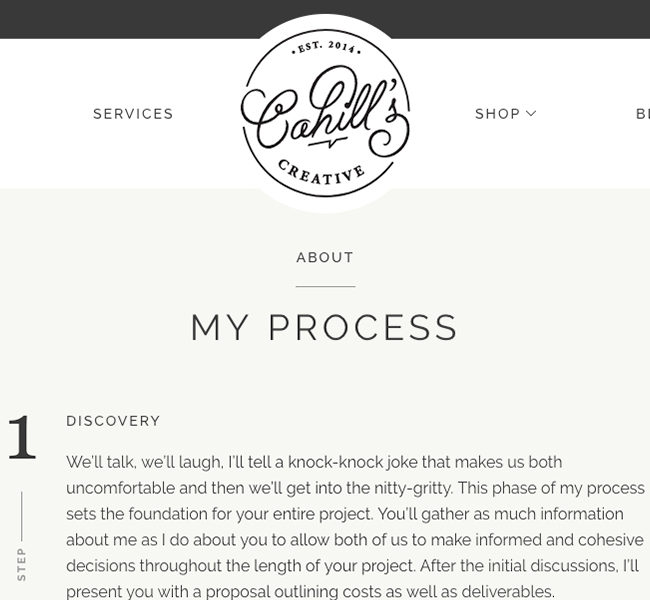 • EST. 2014 •
SERVICES
Cahill's
SHOP
CREATIVE
ABOUT
MY PROCESS
1
DISCOVERY
We’ll talk, we’ll laugh, I’ll tell a knock-knock joke that makes us both
uncomfortable and then we’ll get into the nitty-gritty. This phase of my process
sets the foundation for your entire project. You’ll gather as much information
about me as I do about you to allow both of us to make informed and cohesive
decisions throughout the length of your project. After the initial discussions, I’ll
present you with a proposal outlining costs as well as deliverables.
STEP